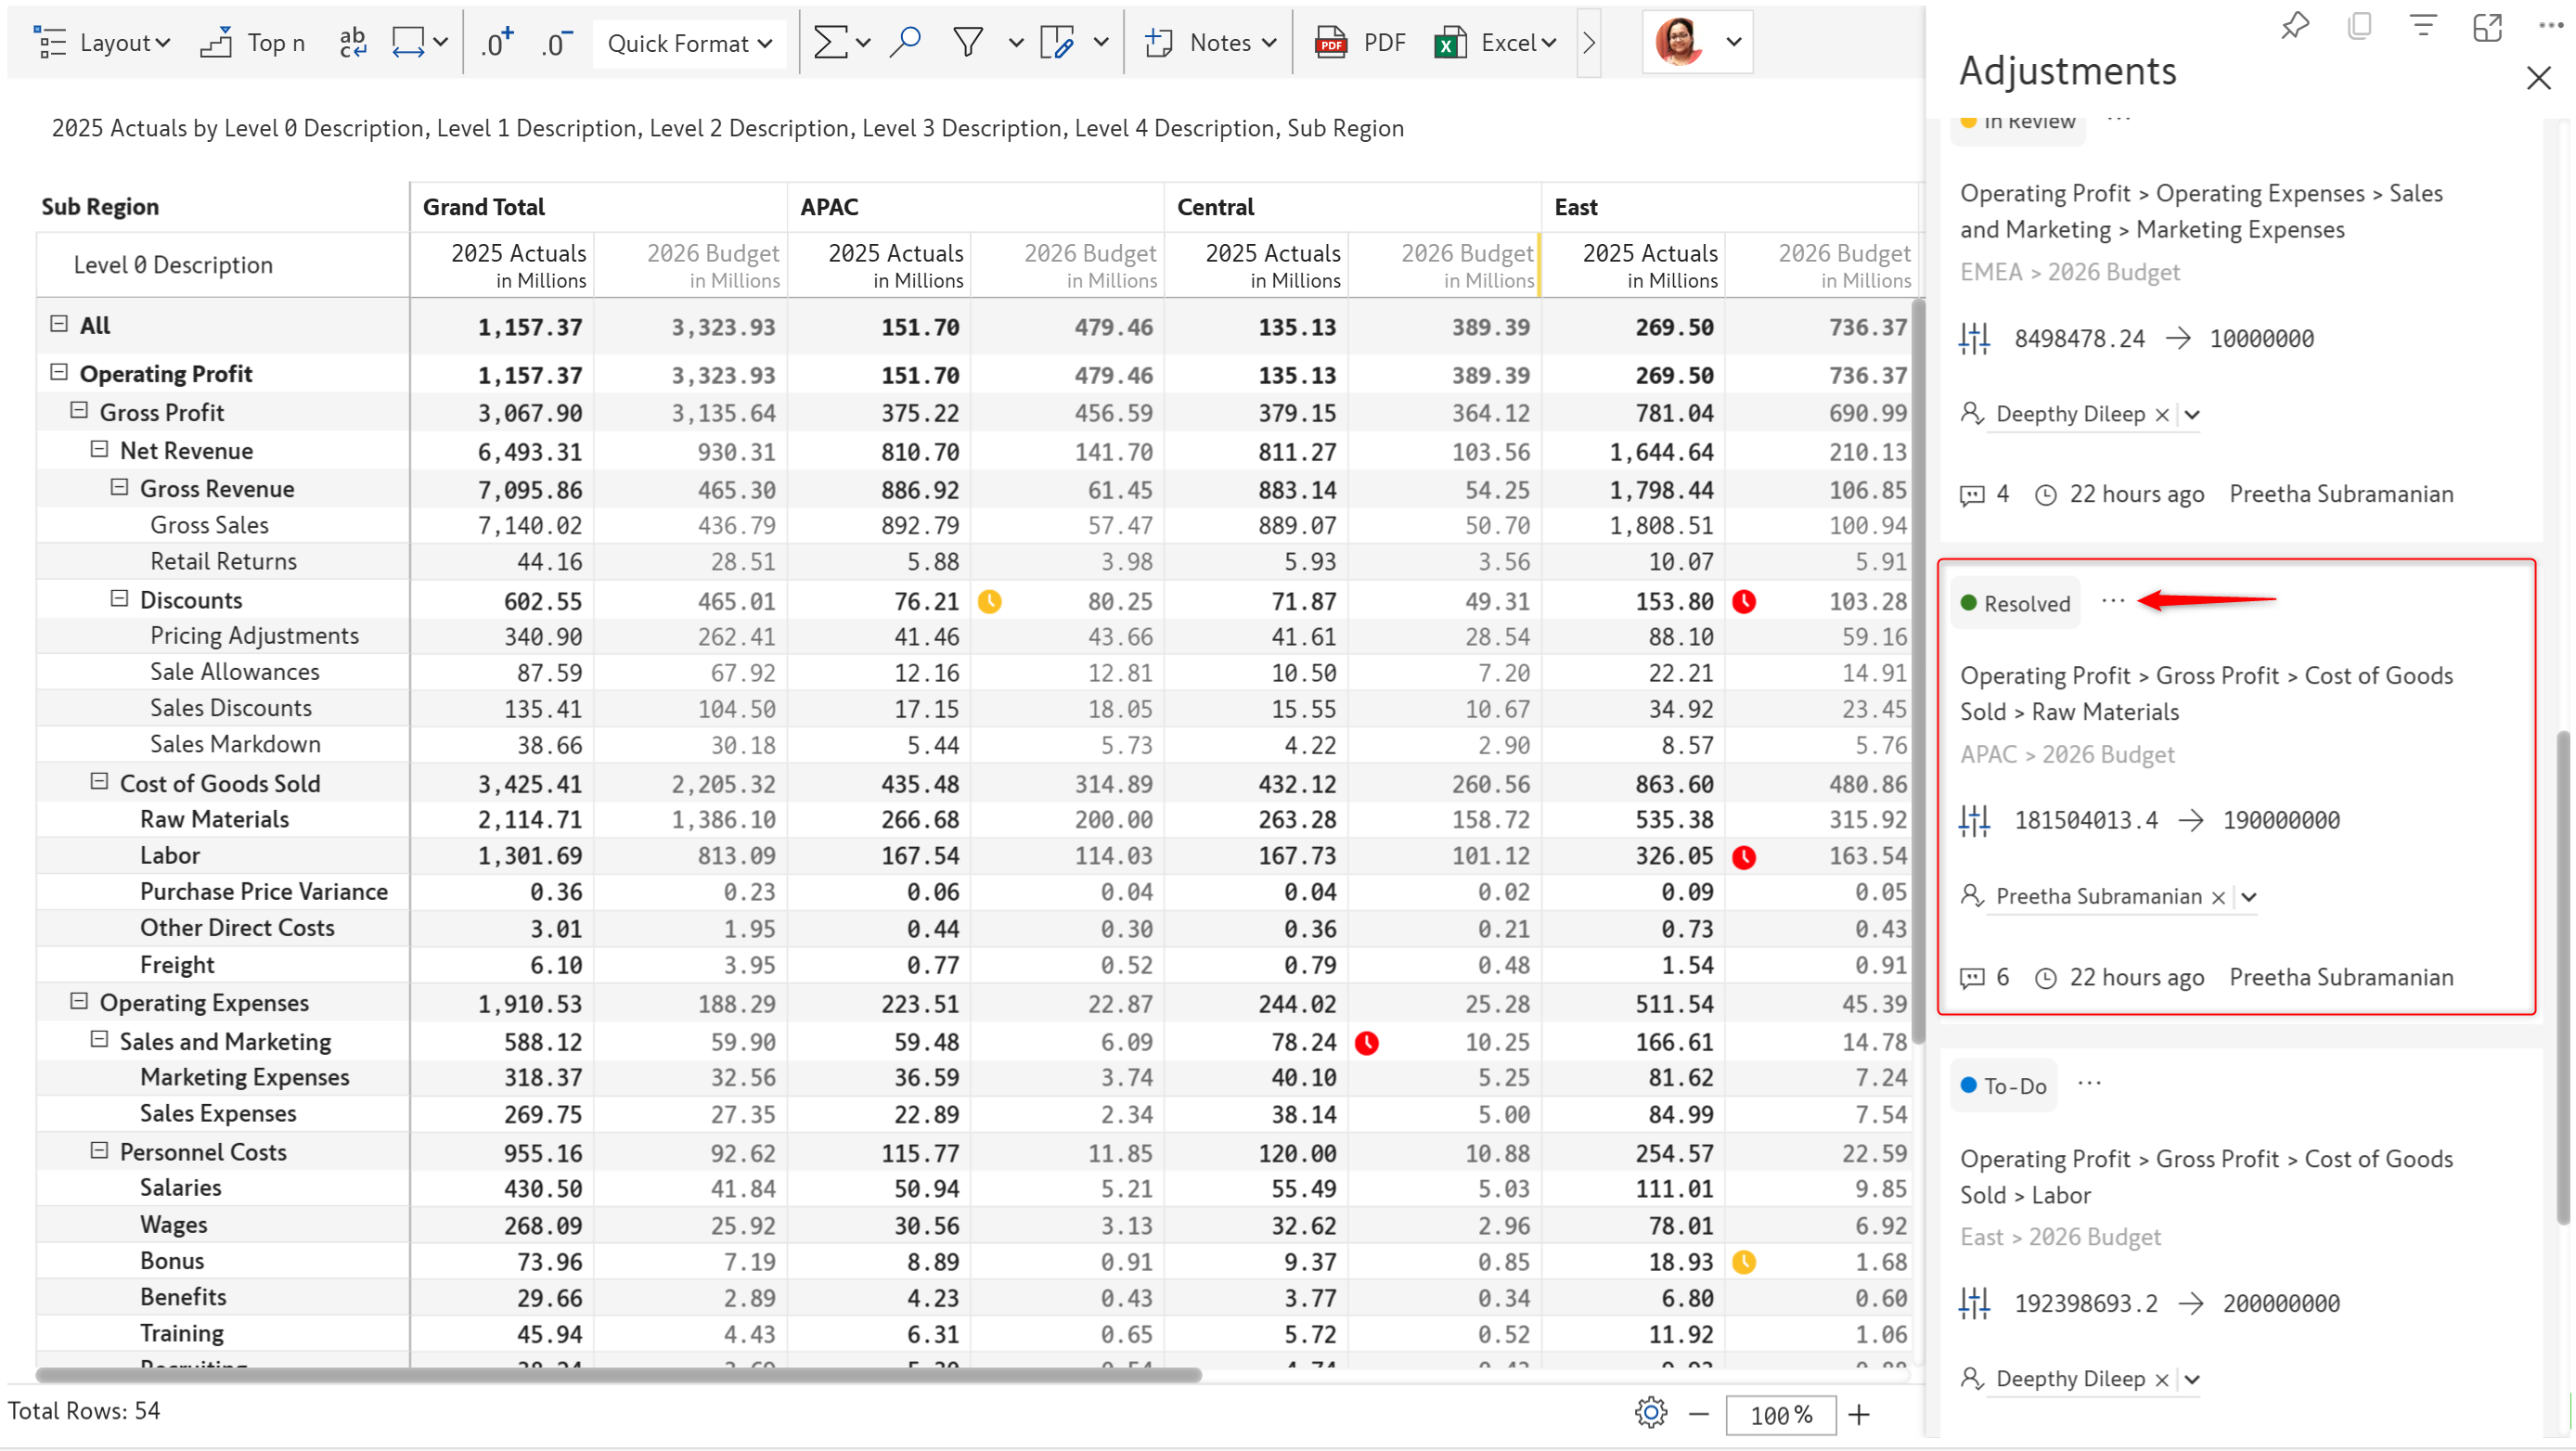 Layout Top n ab c .0+ .0- Quick Format Notes PDF PDF X Excel
2025 Actuals by Level 0 Description, Level 1 Description, Level 2 Description, Level 3 Description, Level 4 Description, Sub Region
Sub Region Grand Total APAC Central East
Level 0 Description 2025 Actuals 2026 Budget 2025 Actuals 2026 Budget 2025 Actuals 2026 Budget 2025 Actuals 2026 Budget
in Millions in Millions in Millions in Millions in Millions in Millions in Millions in Millions
All 1,157.37 3,323.93 151.70 479.46 135.13 389.39 269.50 736.37
Operating Profit 1,157.37 3,323.93 151.70 479.46 135.13 389.39 269.50 736.37
Gross Profit 3,067.90 3,135.64 375.22 456.59 379.15 364.12 781.04 690.99
Net Revenue 6,493.31 930.31 810.70 141.70 811.27 103.56 1,644.64 210.13
Gross Revenue 7,095.86 465.30 886.92 61.45 883.14 54.25 1,798.44 106.85
Gross Sales 7,140.02 436.79 892.79 57.47 889.07 50.70 1,808.51 100.94
Retail Returns 44.16 28.51 5.88 3.98 5.93 3.56 10.07 5.91
Discounts 602.55 465.01 76.21 80.25 71.87 49.31 153.80 103.28
Pricing Adjustments 340.90 262.41 41.46 43.66 41.61 28.54 88.10 59.16
Sale Allowances 87.59 67.92 12.16 12.81 10.50 7.20 22.21 14.91
Sales Discounts 135.41 104.50 17.15 18.05 15.55 10.67 34.92 23.45
Sales Markdown 38.66 30.18 5.44 5.73 4.22 2.90 8.57 5.76
Cost of Goods Sold 3,425.41 2,205.32 435.48 314.89 432.12 260.56 863.60 480.86
Raw Materials 2,114.71 1,386.10 266.68 200.00 263.28 158.72 535.38 315.92
Labor 1,301.69 813.09 167.54 114.03 167.73 101.12 326.05 163.54
Purchase Price Variance 0.36 0.23 0.06 0.04 0.04 0.02 0.09 0.05
Other Direct Costs 3.01 1.95 0.44 0.30 0.36 0.21 0.73 0.43
Freight 6.10 3.95 0.77 0.52 0.79 0.48 1.54 0.91
Operating Expenses 1,910.53 188.29 223.51 22.87 244.02 25.28 511.54 45.39
Sales and Marketing 588.12 59.90 59.48 6.09 78.24 10.25 166.61 14.78
Marketing Expenses 318.37 32.56 36.59 3.74 40.10 5.25 81.62 7.24
Sales Expenses 269.75 27.35 22.89 2.34 38.14 5.00 84.99 7.54
Personnel Costs 955.16 92.62 115.77 11.85 120.00 10.88 254.57 22.59
Salaries 430.50 41.84 50.94 5.21 55.49 5.03 111.01 9.85
Wages 268.09 25.92 30.56 3.13 32.62 2.96 78.01 6.92
Bonus 73.96 7.19 8.89 0.91 9.37 0.85 18.93 1.68
Benefits 29.66 2.89 4.23 0.43 3.77 0.34 6.80 0.60
Training 45.94 4.43 6.31 0.65 5.72 0.52 11.92 1.06
Total Rows: 54 100%
Adjustments
In Review
Operating Profit > Operating Expenses > Sales
and Marketing > Marketing Expenses
EMEA > 2026 Budget
8498478.24 → 10000000
Deepthy Dileep
4 22 hours ago Preetha Subramanian
Resolved
Operating Profit > Gross Profit > Cost of Goods
Sold > Raw Materials
APAC > 2026 Budget
181504013.4 → 190000000
Preetha Subramanian
6 22 hours ago Preetha Subramanian
To-Do
Operating Profit > Gross Profit > Cost of Goods
Sold > Labor
East > 2026 Budget
192398693.2 → 200000000
Deepthy Dileep